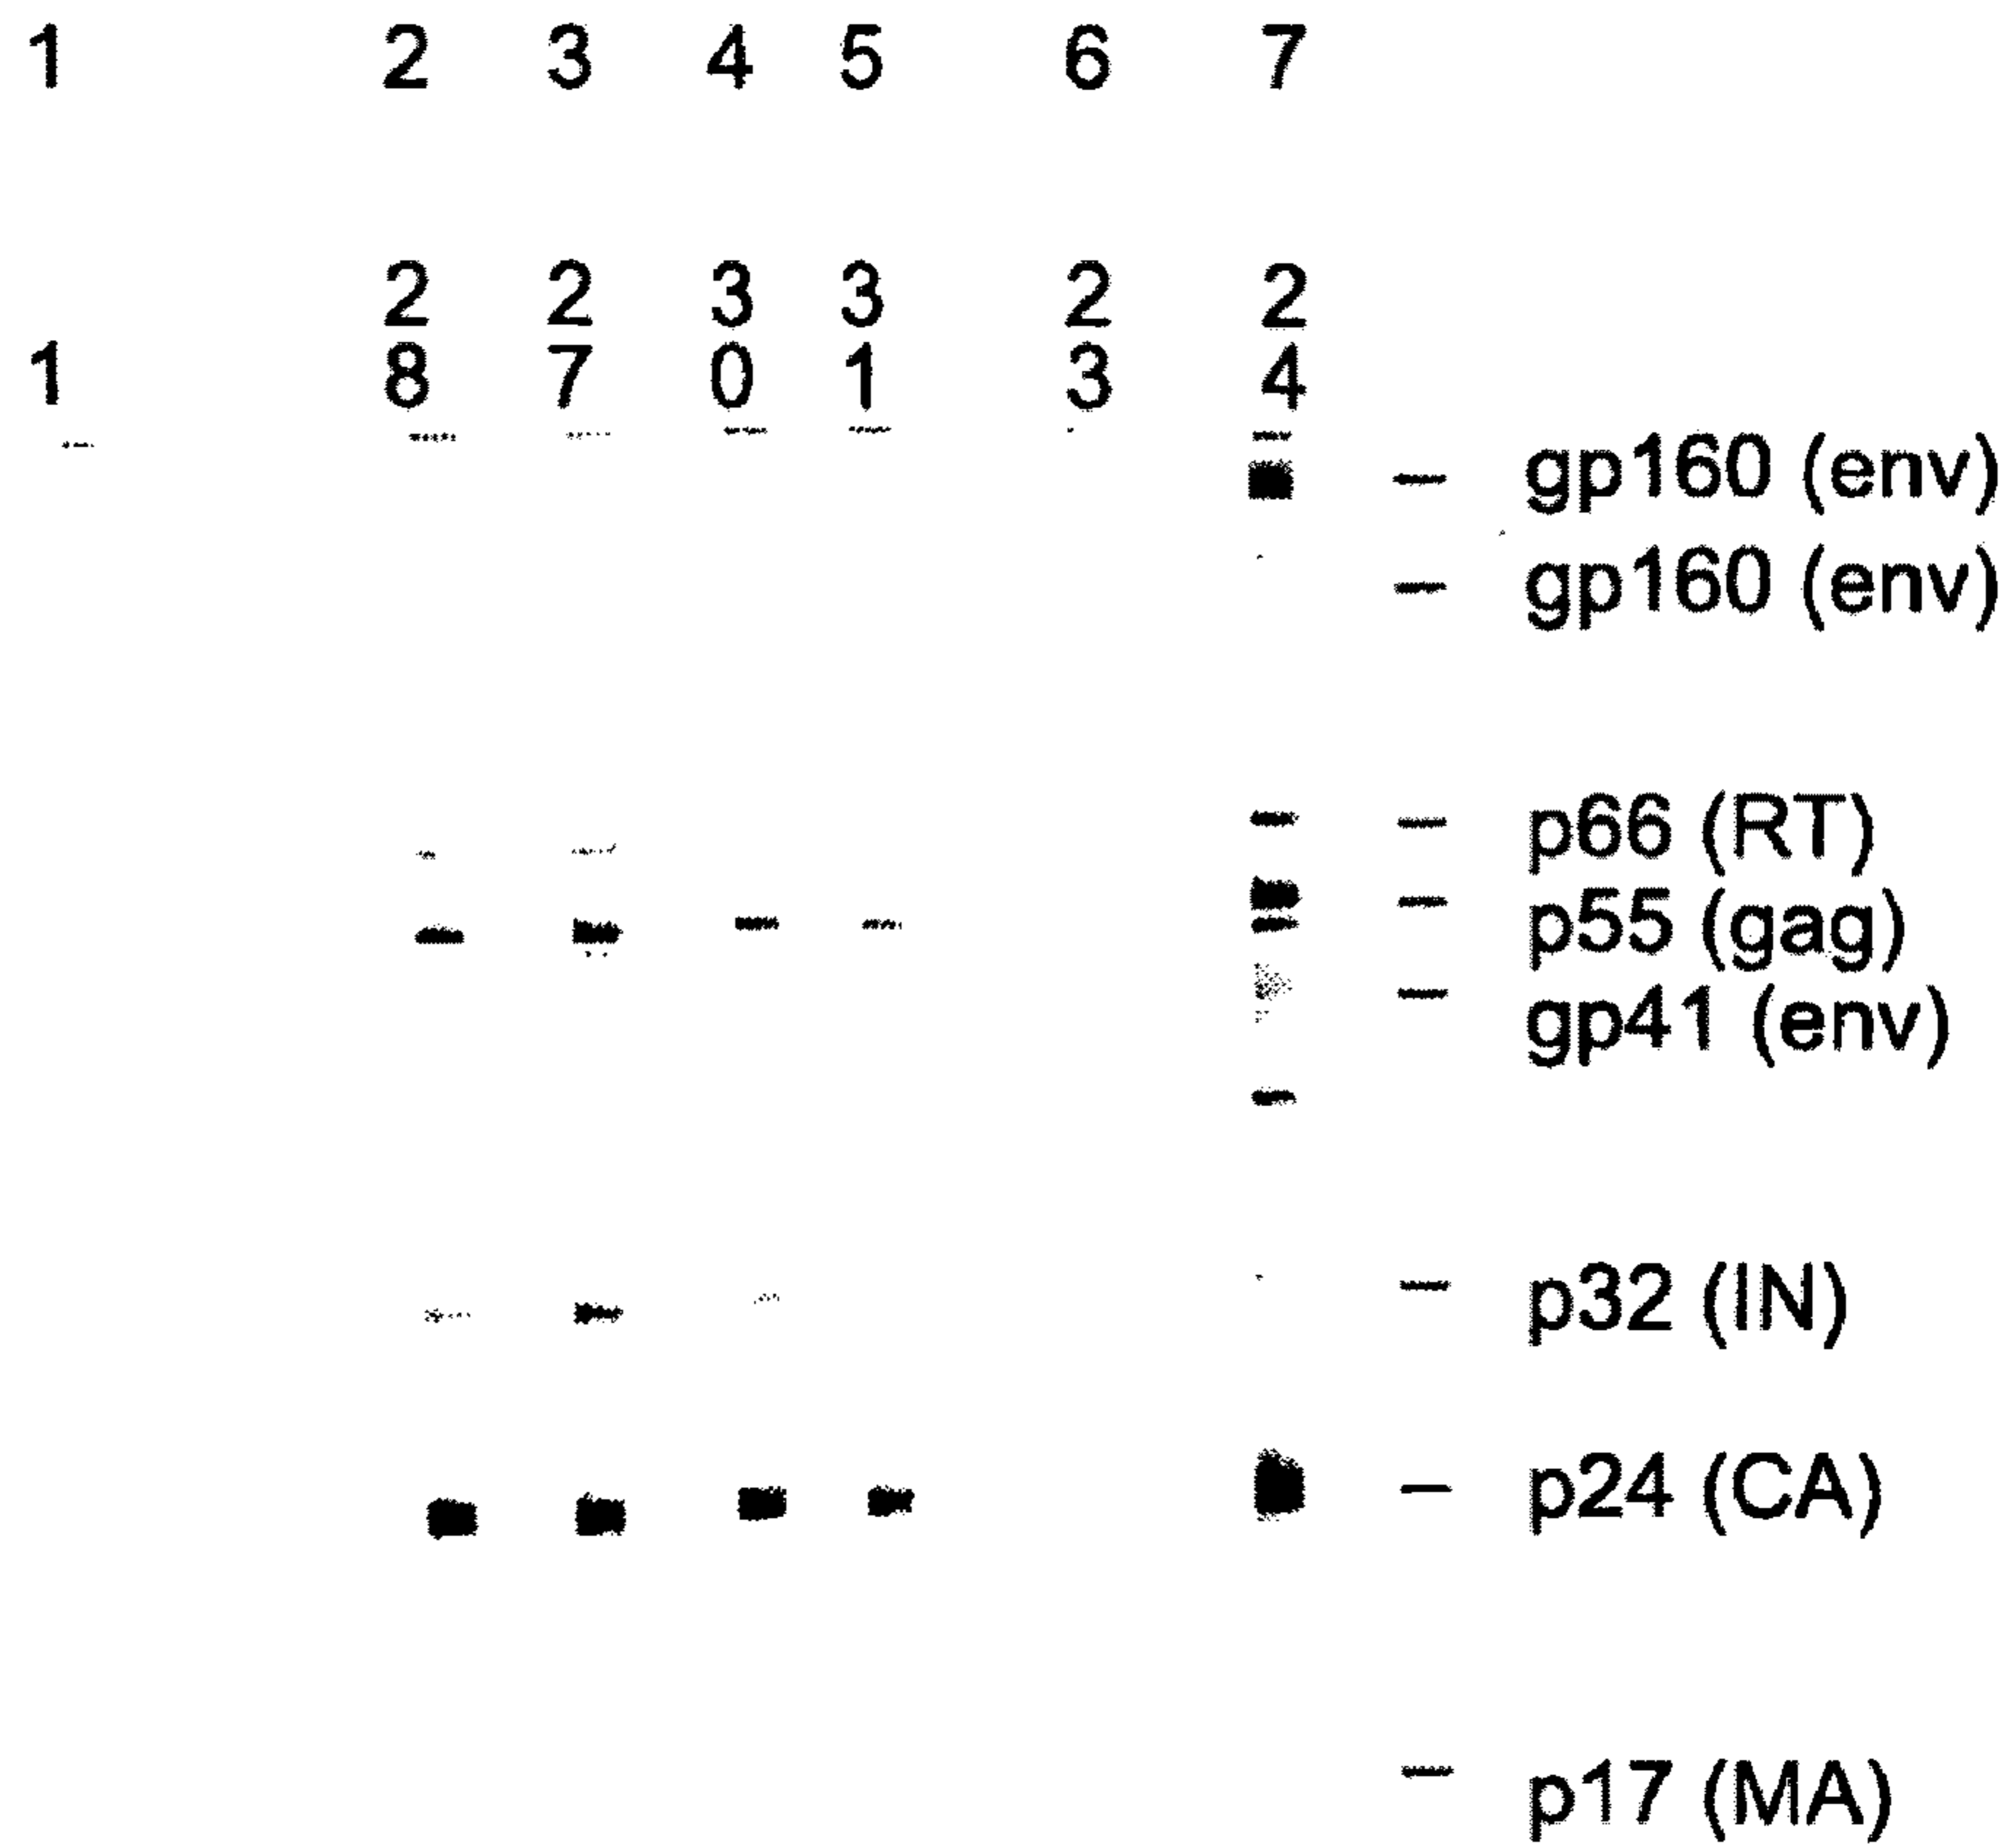 1 2 3 4 5 6 7
2 2 3 3 2 2
1 8 7 0 1 3 4
gp160 (env)
gp160 (env)
p66 (RT)
p55 (gag)
gp41 (env)
p32 (IN)
p24 (CA)
p17 (MA)